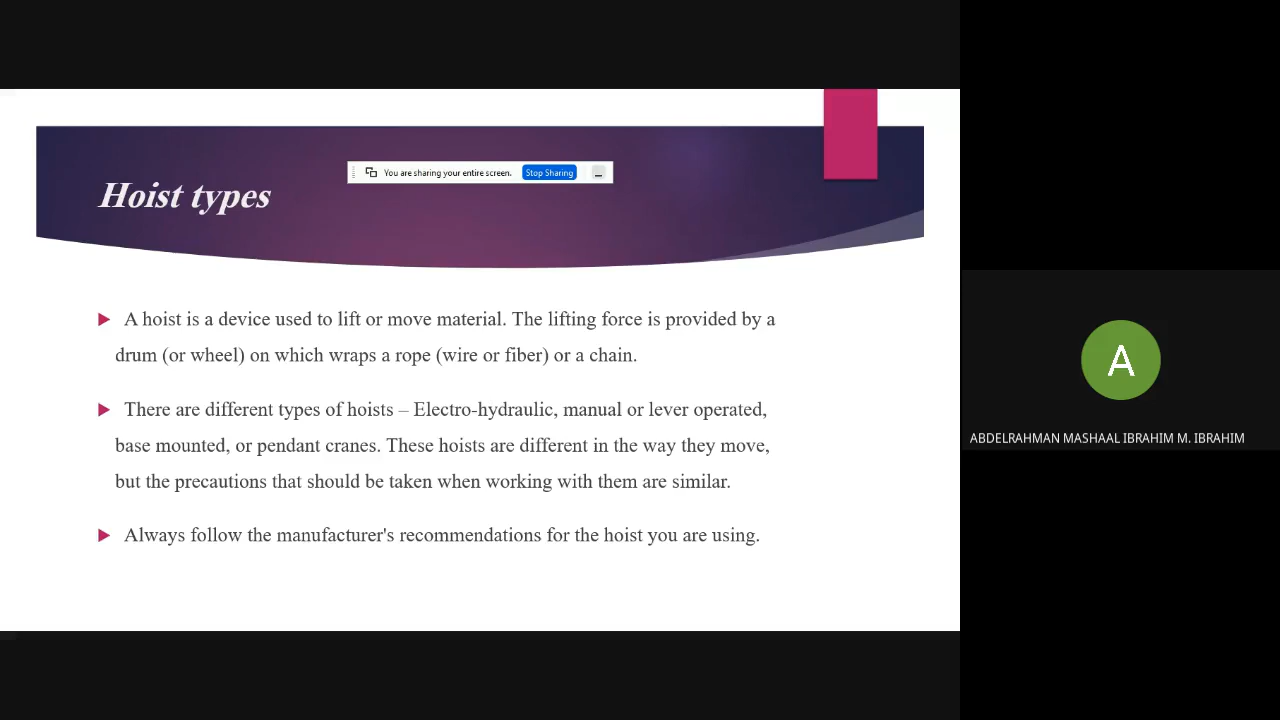 You are sharing your entire screen. Stop Sharing
Hoist types
A hoist is a device used to lift or move material. The lifting force is provided by a
drum (or wheel) on which wraps a rope (wire or fiber) or a chain.
There are different types of hoists – Electro-hydraulic, manual or lever operated,
base mounted, or pendant cranes. These hoists are different in the way they move,
but the precautions that should be taken when working with them are similar.
Always follow the manufacturer's recommendations for the hoist you are using.
A
ABDELRAHMAN MASHAAL IBRAHIM M. IBRAHIM